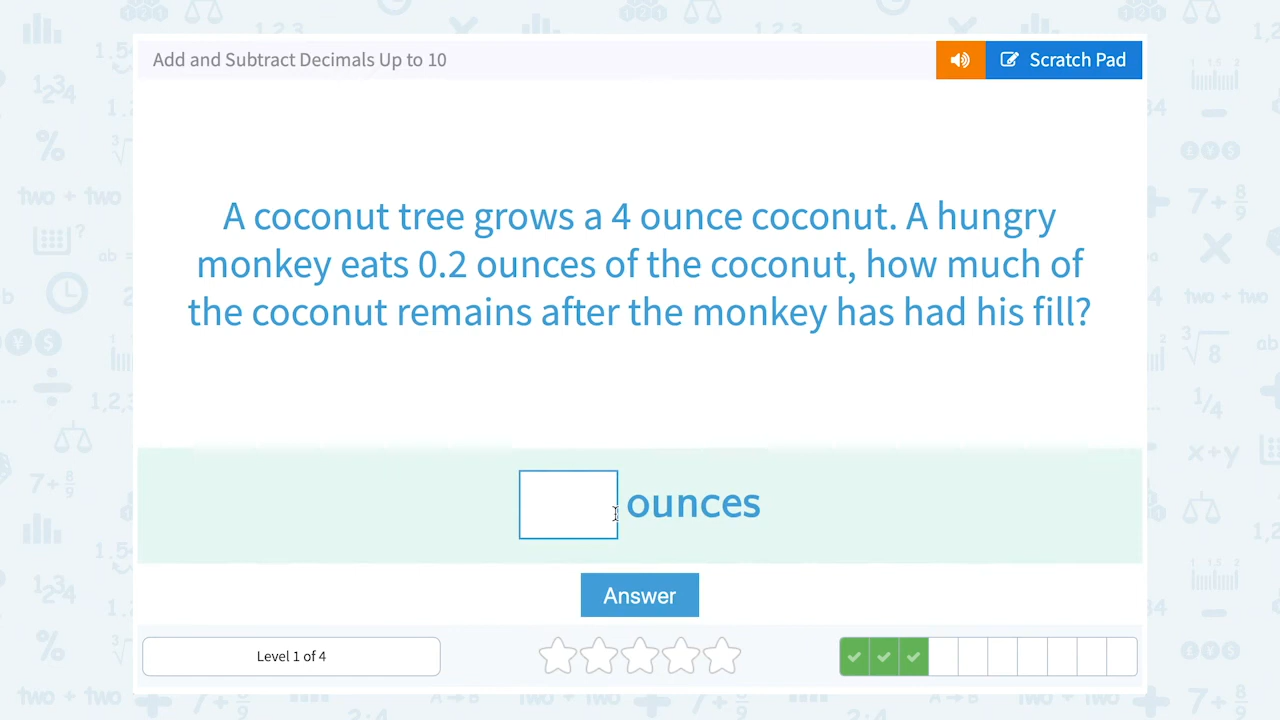 Add and Subtract Decimals Up to 10
Scratch Pad
A coconut tree grows a 4 ounce coconut. A hungry
monkey eats 0.2 ounces of the coconut, how much of
the coconut remains after the monkey has had his fill?
ounces
Answer
Level 1 of 4